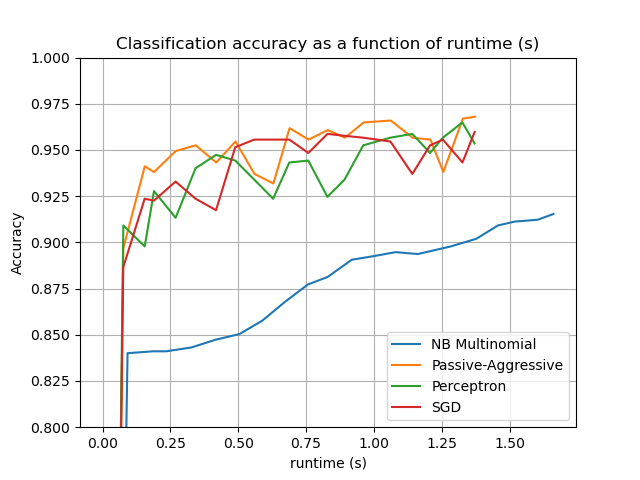 Classification accuracy as a function of runtime (s)
1.000
0.975
0.950
0.925
0.900
0.875
0.850
0.825
0.800
Accuracy
NB Multinomial
Passive-Aggressive
Perceptron
SGD
0.00 0.25 0.50 0.75 1.00 1.25 1.50
runtime (s)